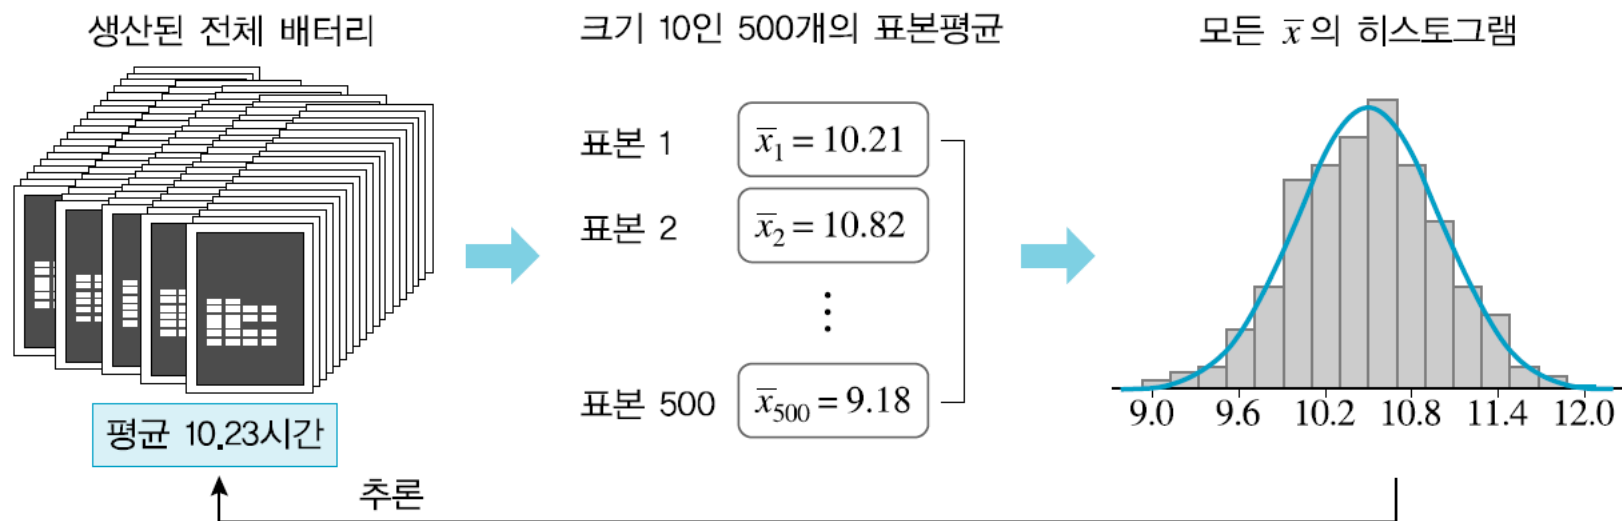 생산된 전체 배터리
평균 10.23시간
크기 10인 500개의 표본평균
표본 1 x̄₁ = 10.21
표본 2 x̄₂ = 10.82
⋮
표본 500 x̄₅₀₀ = 9.18
모든 x̄ 의 히스토그램
9.0 9.6 10.2 10.8 11.4 12.0
추론